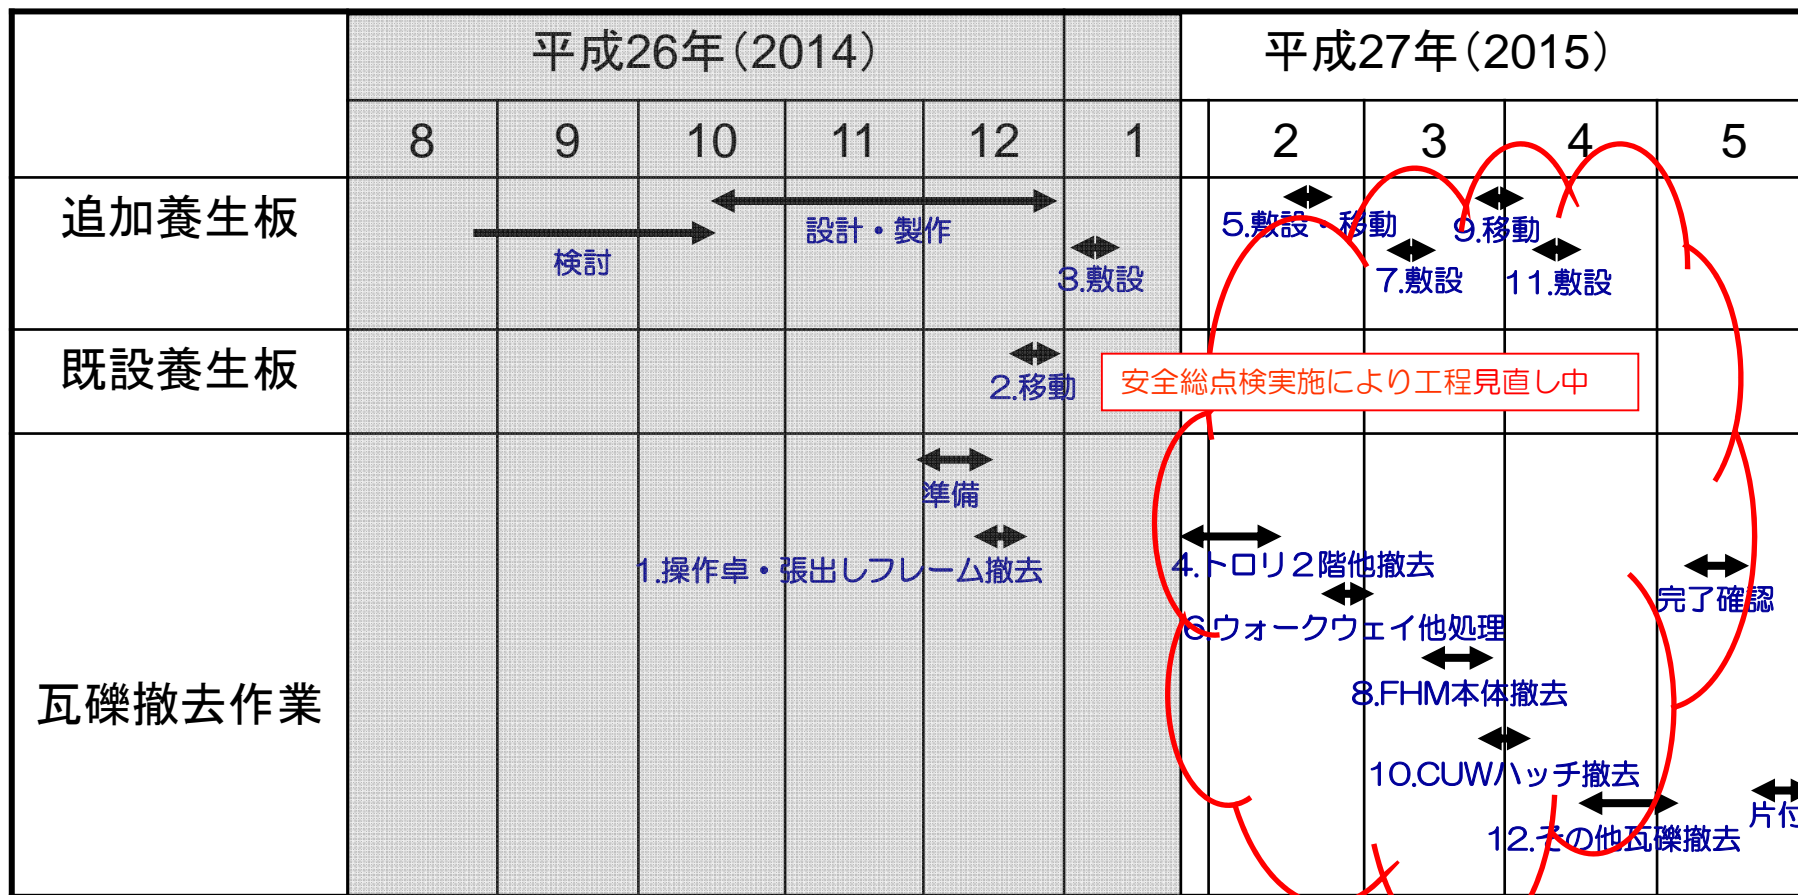 平成26年(2014)
平成27年(2015)
8 9 10 11 12 1 2 3 4 5
追加養生板
検討
設計・製作
3.敷設
5.敷設・移動
7.敷設
9.移動
11.敷設
既設養生板
2.移動
安全総点検実施により工程見直し中
瓦礫撤去作業
準備
1.操作卓・張出しフレーム撤去
4.トロリ2階他撤去
6.ウォークウェイ他処理
8.FHM本体撤去
10.CUWハッチ撤去
12.その他瓦礫撤去
完了確認
片付